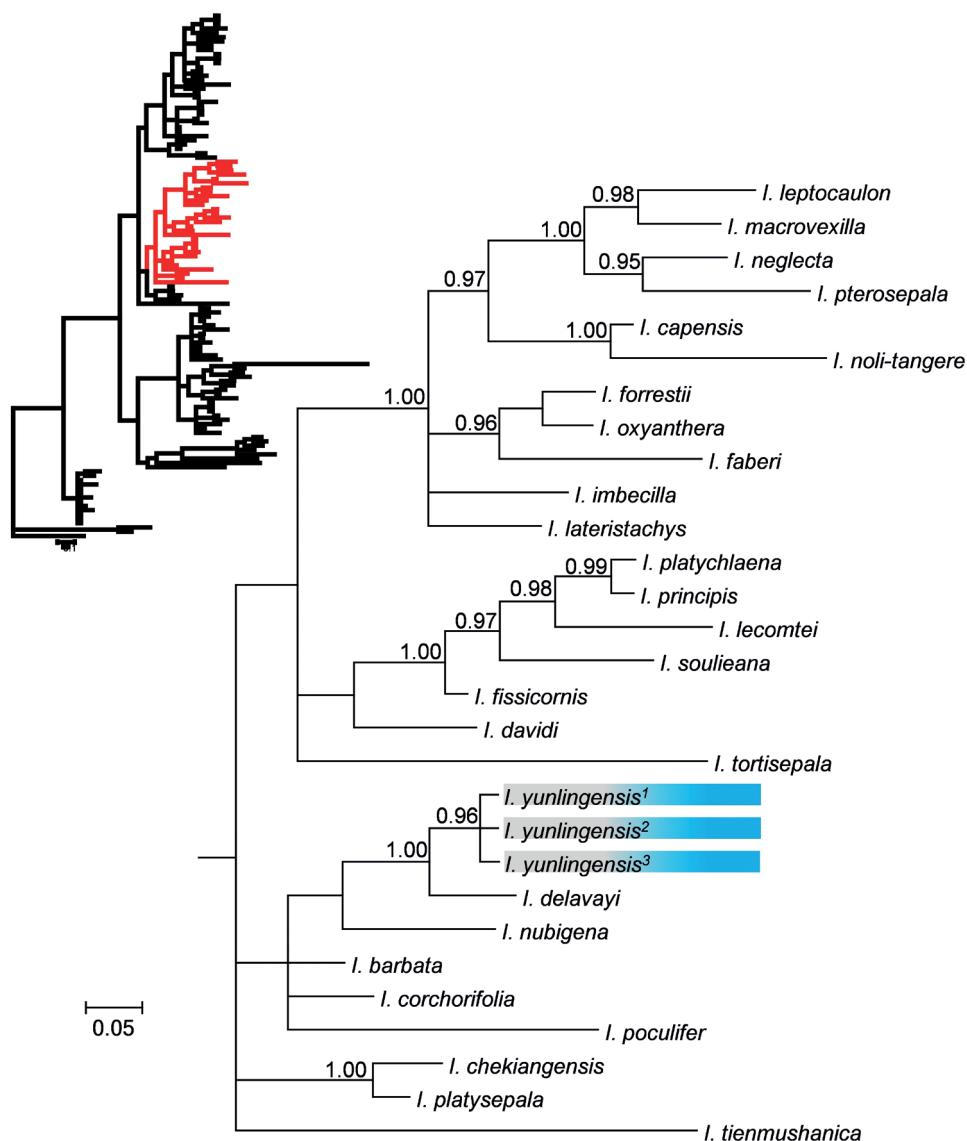 0.98
I. leptocaulon
I. macrovexilla
1.00
0.95
I. neglecta
I. pterosepala
0.97
1.00
I. capensis
I. noli-tangere
1.00
I. forrestii
0.96
I. oxyanthera
I. faberi
I. imbecilla
I. lateristachys
0.99
I. platychlaena
0.98
I. principis
0.97
I. lecomtei
1.00
I. soulieana
I. fissicornis
I. davidi
I. tortisepala
I. yunlingensis¹
0.96
I. yunlingensis²
1.00
I. yunlingensis³
I. delavayi
I. nubigena
I. barbata
I. corchorifolia
0.05
I. poculifer
1.00
I. chekiangensis
I. platysepala
I. tienmushanica